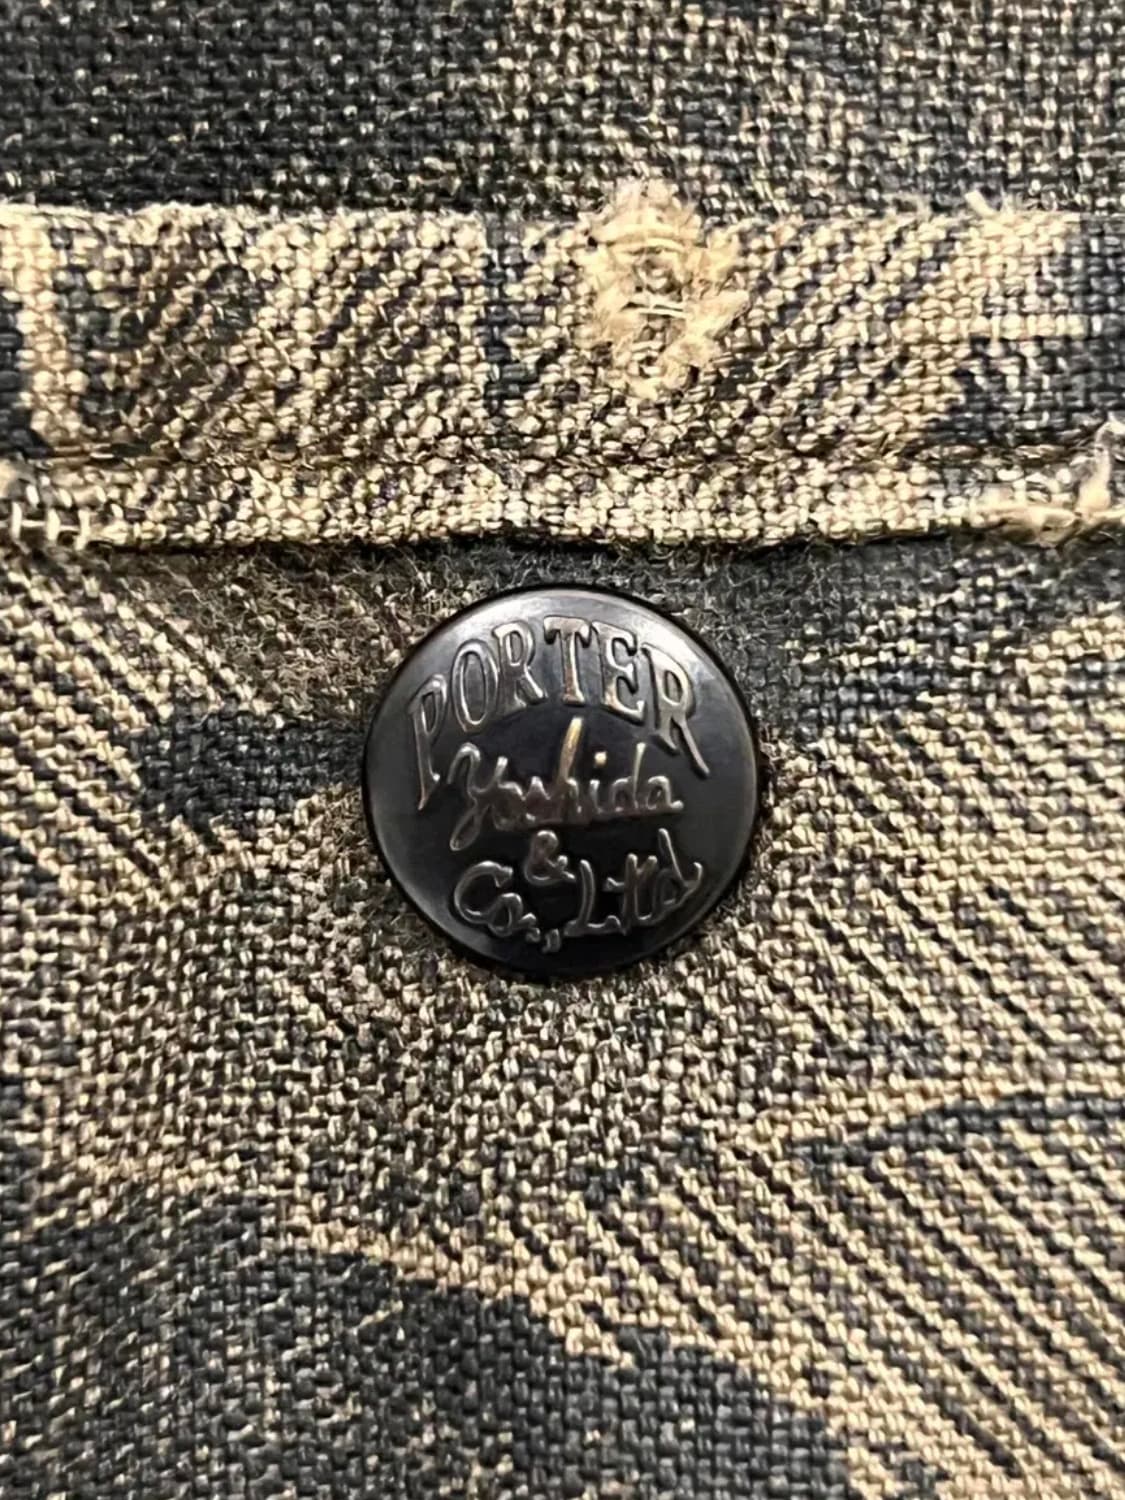 PORTER
Yoshida
&
Co., Ltd